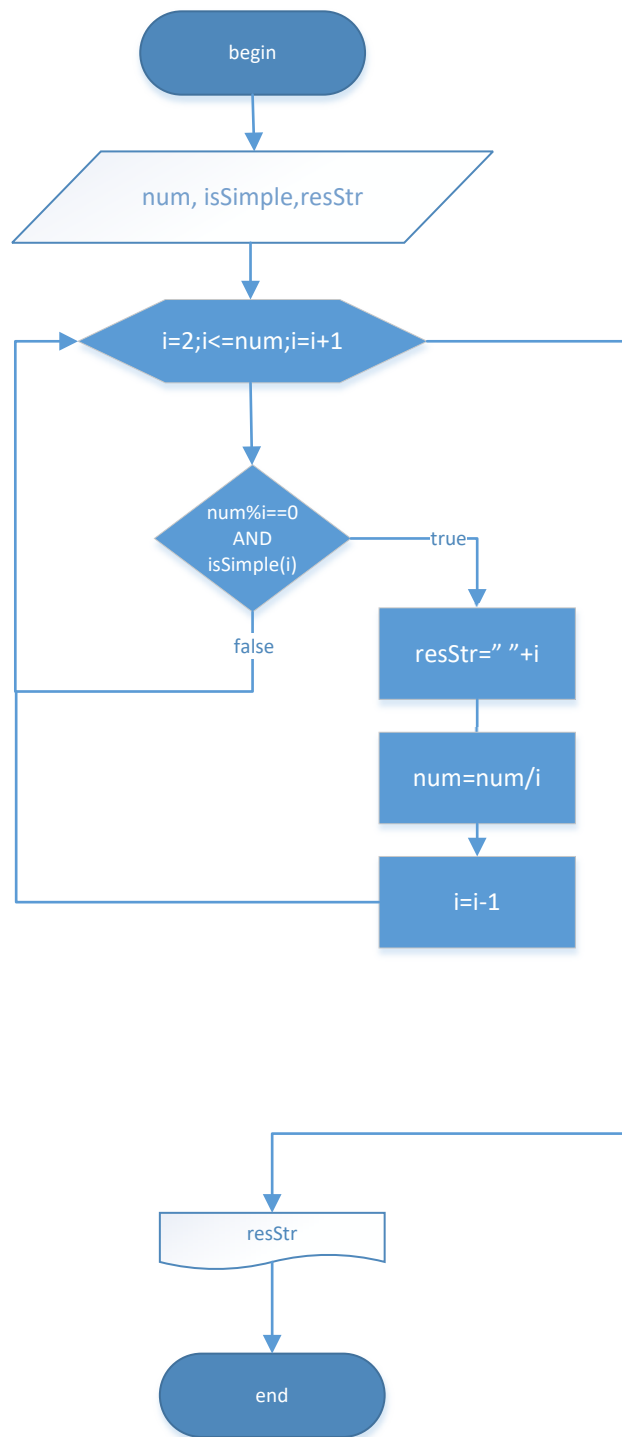 begin
num, isSimple,resStr
i=2;i<=num;i=i+1
num%i==0
AND
isSimple(i)
true
false
resStr=” ”+i
num=num/i
i=i-1
resStr
end